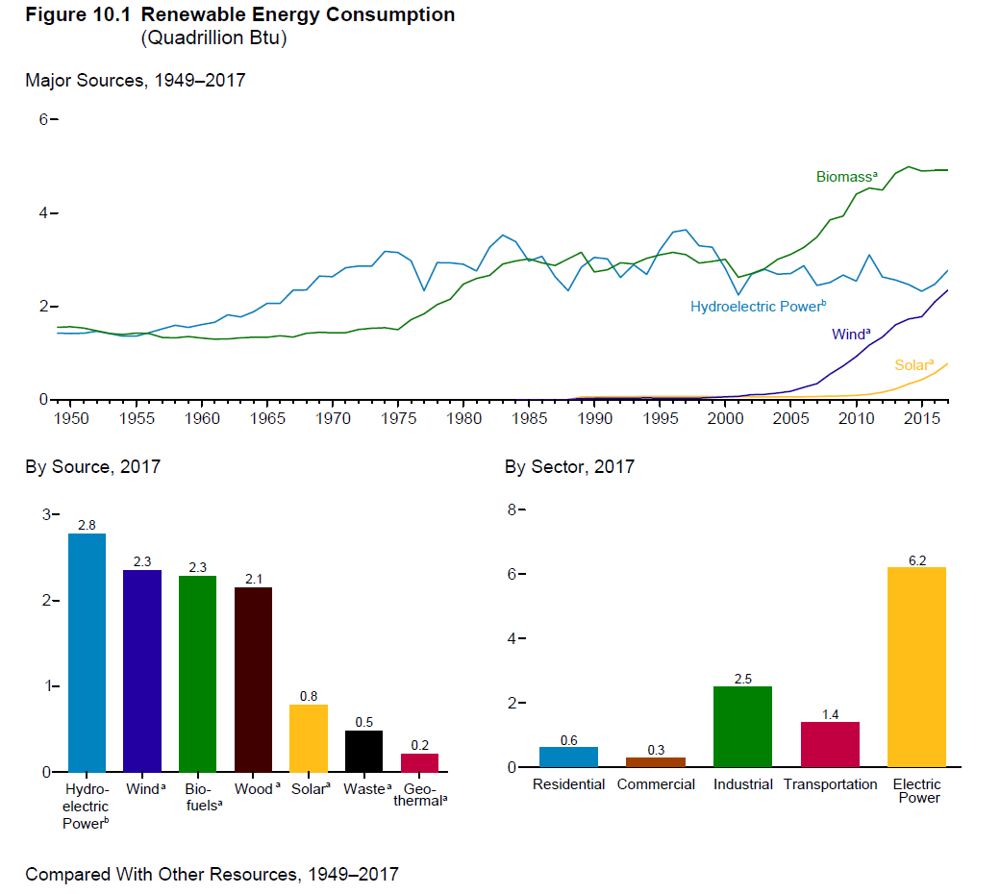 Figure 10.1 Renewable Energy Consumption
(Quadrillion Btu)
Major Sources, 1949–2017
6
4
2
0
Biomassᵃ
Hydroelectric Powerᵇ
Windᵃ
Solarᵃ
1950 1955 1960 1965 1970 1975 1980 1985 1990 1995 2000 2005 2010 2015
By Source, 2017
3
2
1
0
2.8
2.3
2.3
2.1
0.8
0.5
0.2
Hydro-
electric
Powerᵇ
Windᵃ
Bio-
fuelsᵃ
Woodᵃ
Solarᵃ
Wasteᵃ
Geo-
thermalᵃ
By Sector, 2017
8
6
4
2
0
0.6
0.3
2.5
1.4
6.2
Residential
Commercial
Industrial
Transportation
Electric
Power
Compared With Other Resources, 1949–2017